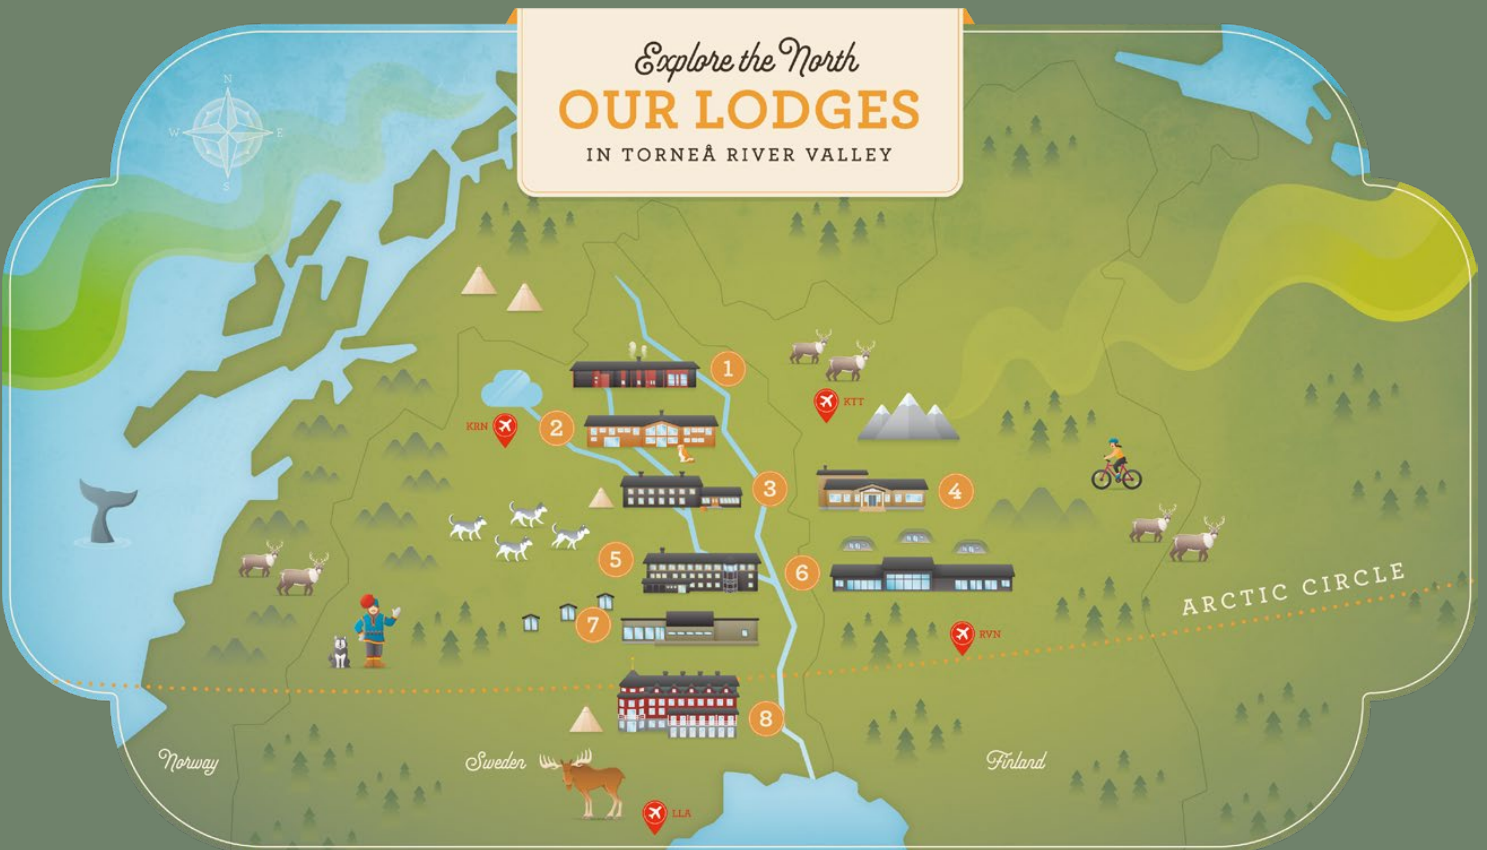 Explore the North
OUR LODGES
IN TORNEÅ RIVER VALLEY
N
W E
S
1
KTT
KRN
2
3
4
5
6
ARCTIC CIRCLE
7
RVN
8
Norway
Sweden
Finland
LLA